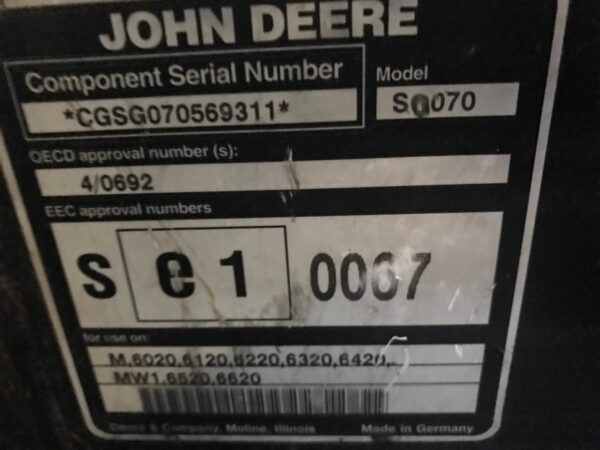 JOHN DEERE
Component Serial Number
Model
*CGSG070569311*
SG070
OECD approval number (s):
4/0692
EEC approval numbers
s e 1 0067
for use on:
M,6020,6120,6220,6320,6420,
MW1,6520,6620
Deere & Company, Moline, Illinois Made in Germany